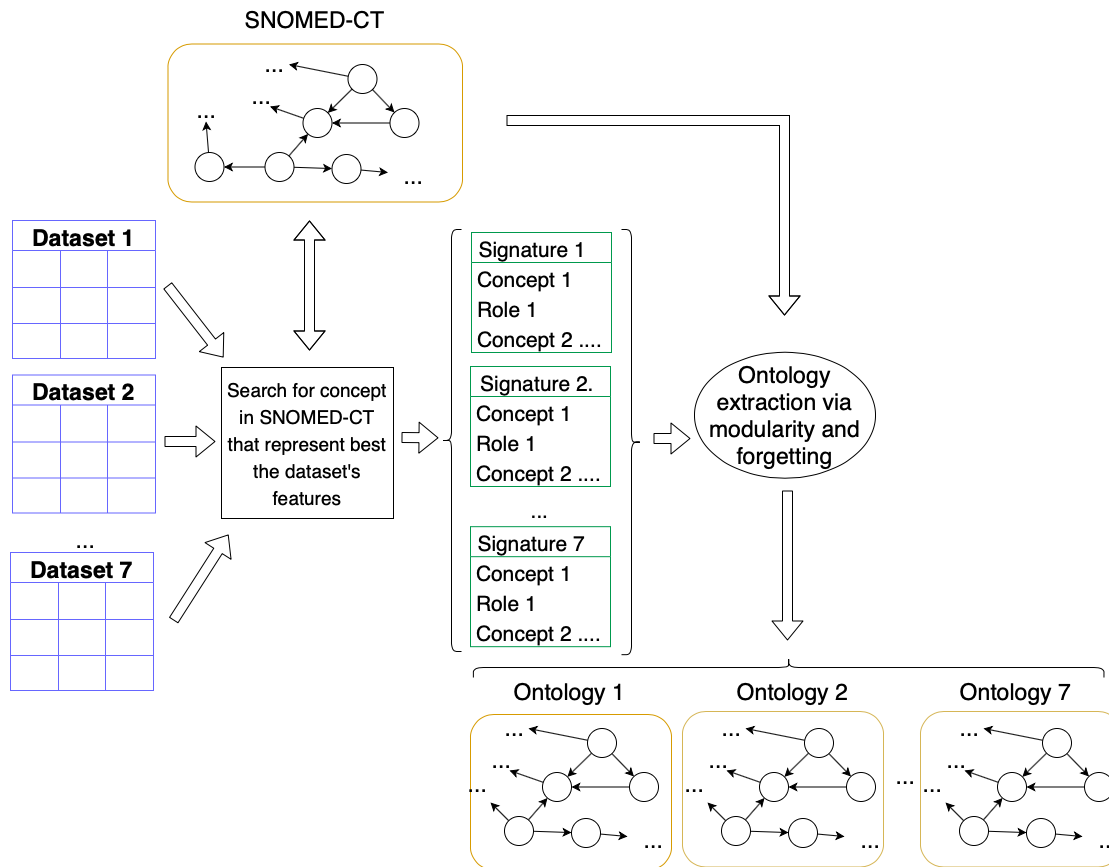 SNOMED-CT
...
...
...
...
Dataset 1
Dataset 2
...
Dataset 7
Search for concept
in SNOMED-CT
that represent best
the dataset's
features
Signature 1
Concept 1
Role 1
Concept 2 ....
Signature 2.
Concept 1
Role 1
Concept 2 ....
...
Signature 7
Concept 1
Role 1
Concept 2 ....
Ontology
extraction via
modularity and
forgetting
Ontology 1
...
...
...
...
Ontology 2
...
...
...
...
...
Ontology 7
...
...
...
...